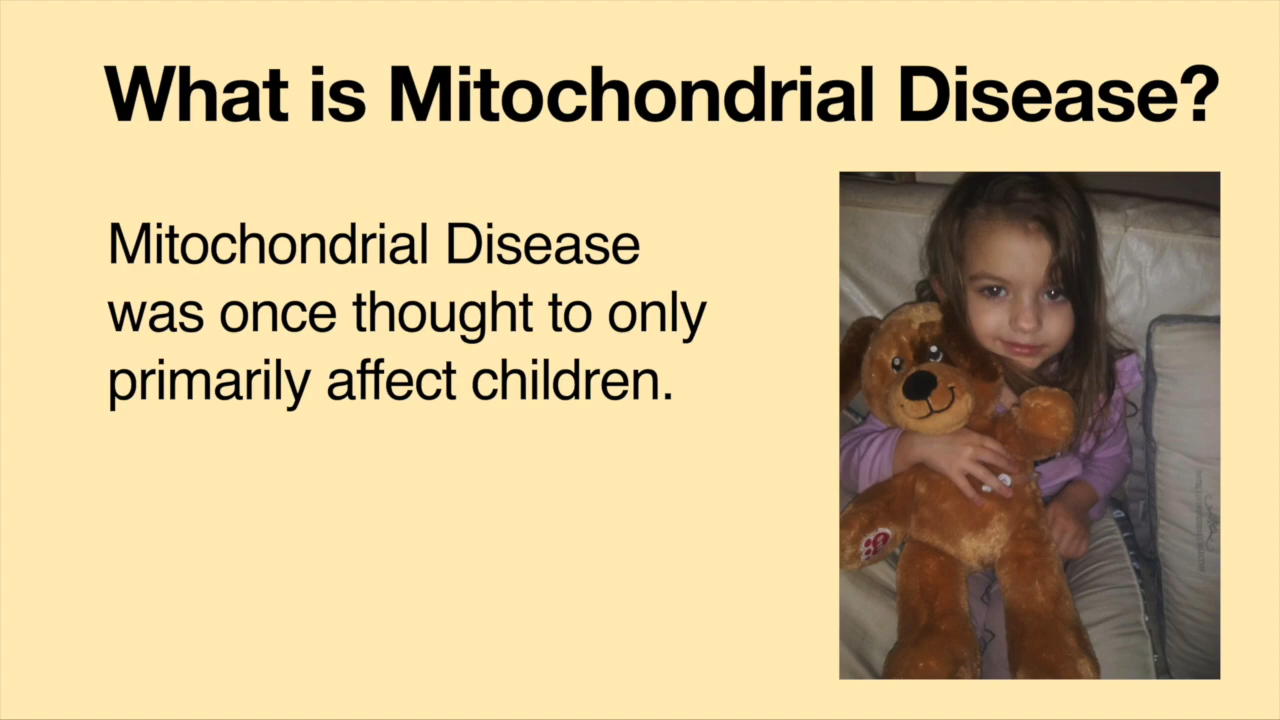 What is Mitochondrial Disease?
Mitochondrial Disease
was once thought to only
primarily affect children.